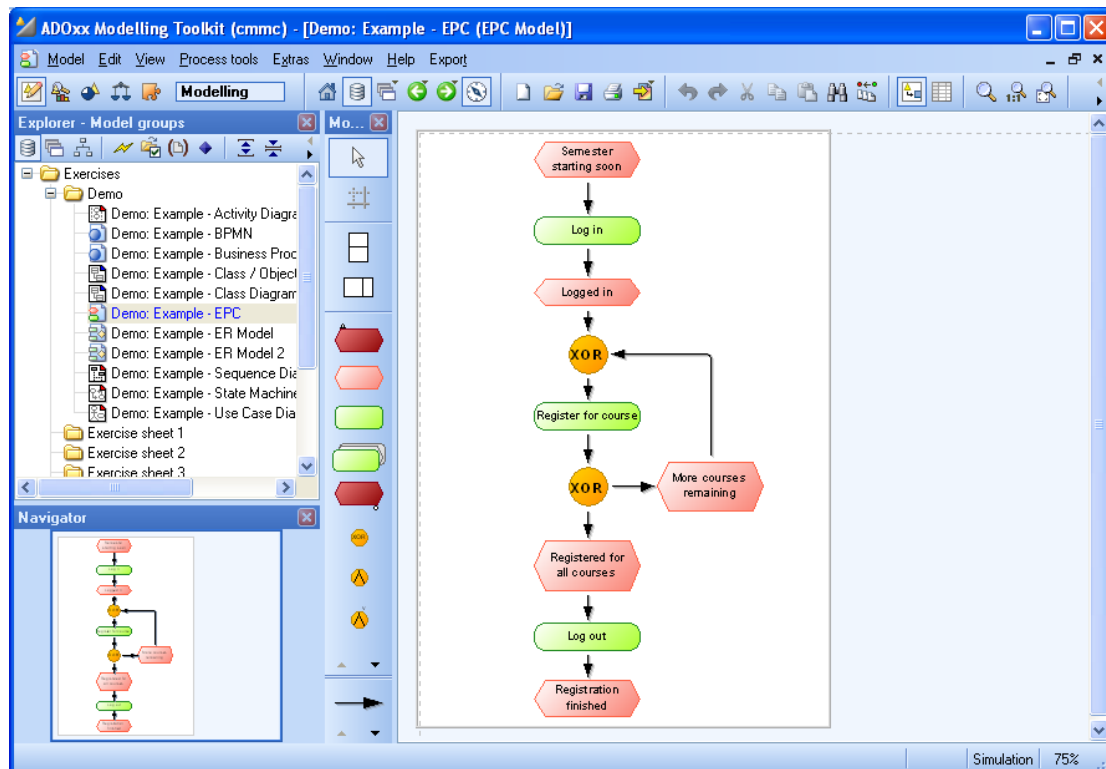 ADOxx Modelling Toolkit (cmmc) - [Demo: Example - EPC (EPC Model)]
Model Edit View Process tools Extras Window Help Export
Modelling
Explorer - Model groups
Exercises
Demo
Demo: Example - Activity Diagra
Demo: Example - BPMN
Demo: Example - Business Proc
Demo: Example - Class / Object
Demo: Example - Class Diagram
Demo: Example - EPC
Demo: Example - ER Model
Demo: Example - ER Model 2
Demo: Example - Sequence Dia
Demo: Example - State Machine
Demo: Example - Use Case Dia
Exercise sheet 1
Exercise sheet 2
Exercise sheet 3
Navigator
Mo...
XOR
Semester
starting soon
Log in
Logged in
XOR
Register for course
XOR
More courses
remaining
Registered for
all courses
Log out
Registration
finished
Simulation
75%